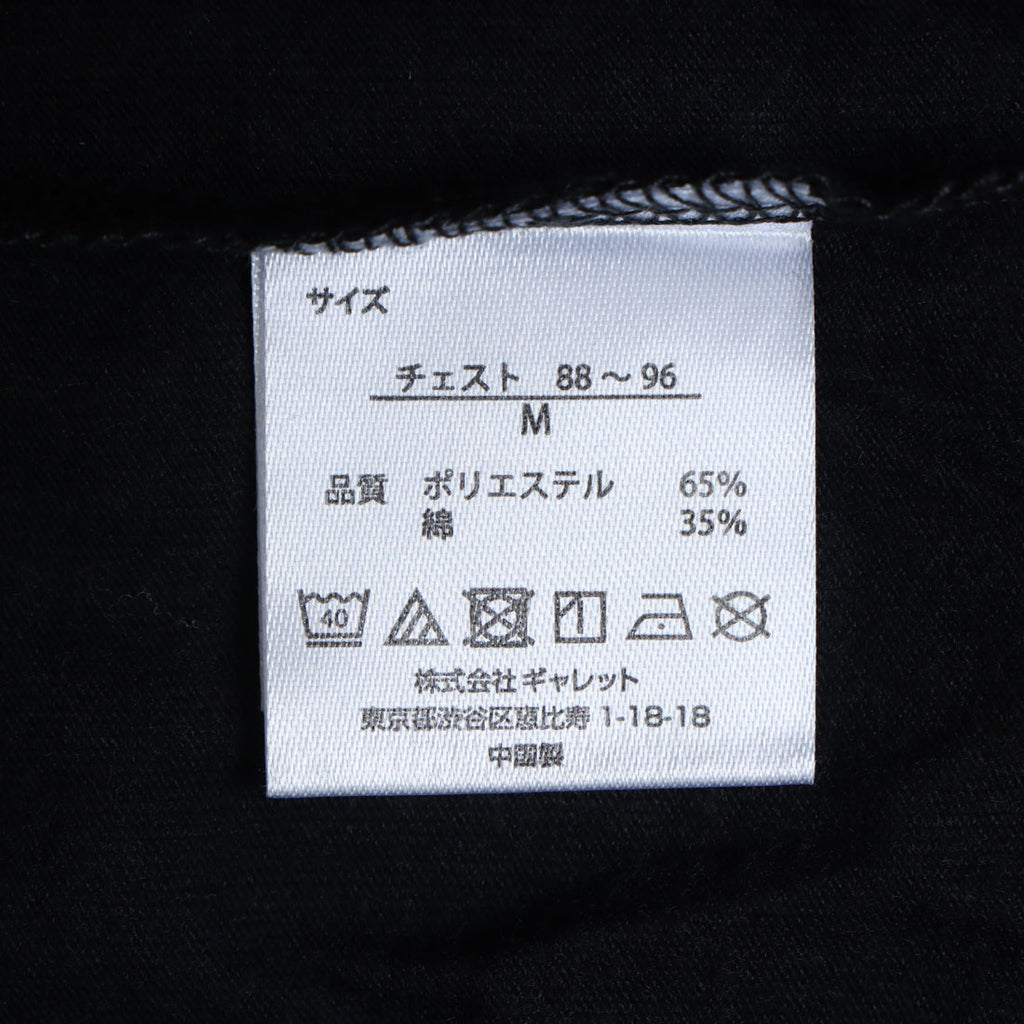 サイズ
チェスト 88～96
M
品質 ポリエステル 65%
綿 35%
40
株式会社ギャレット
東京都渋谷区恵比寿 1-18-18
中国製